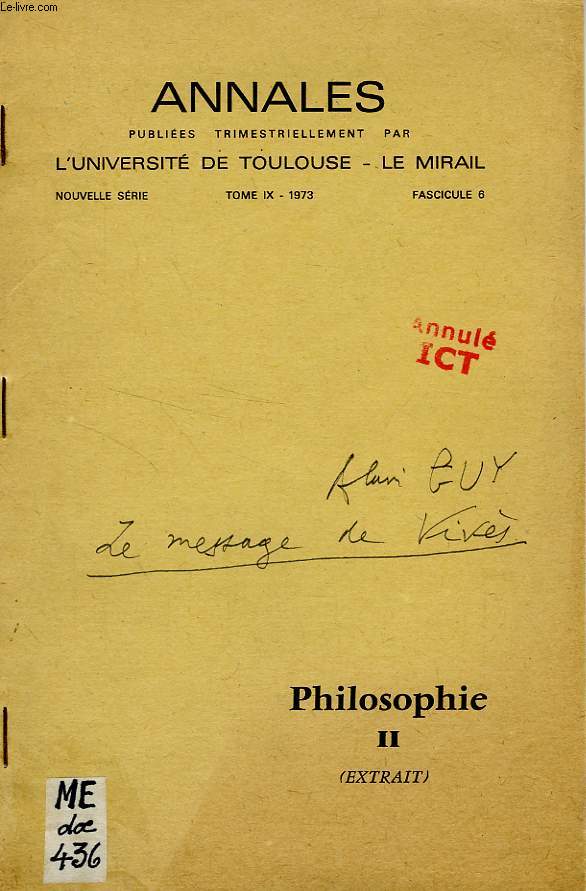 Le-livre.com
ANNALES
PUBLIÉES TRIMESTRIELLEMENT PAR
L'UNIVERSITÉ DE TOULOUSE - LE MIRAIL
NOUVELLE SÉRIE TOME IX - 1973 FASCICULE 6
Annulé
ICT
Alain GUY
Le message de Vivès
Philosophie
II
(EXTRAIT)
ME
doc
436